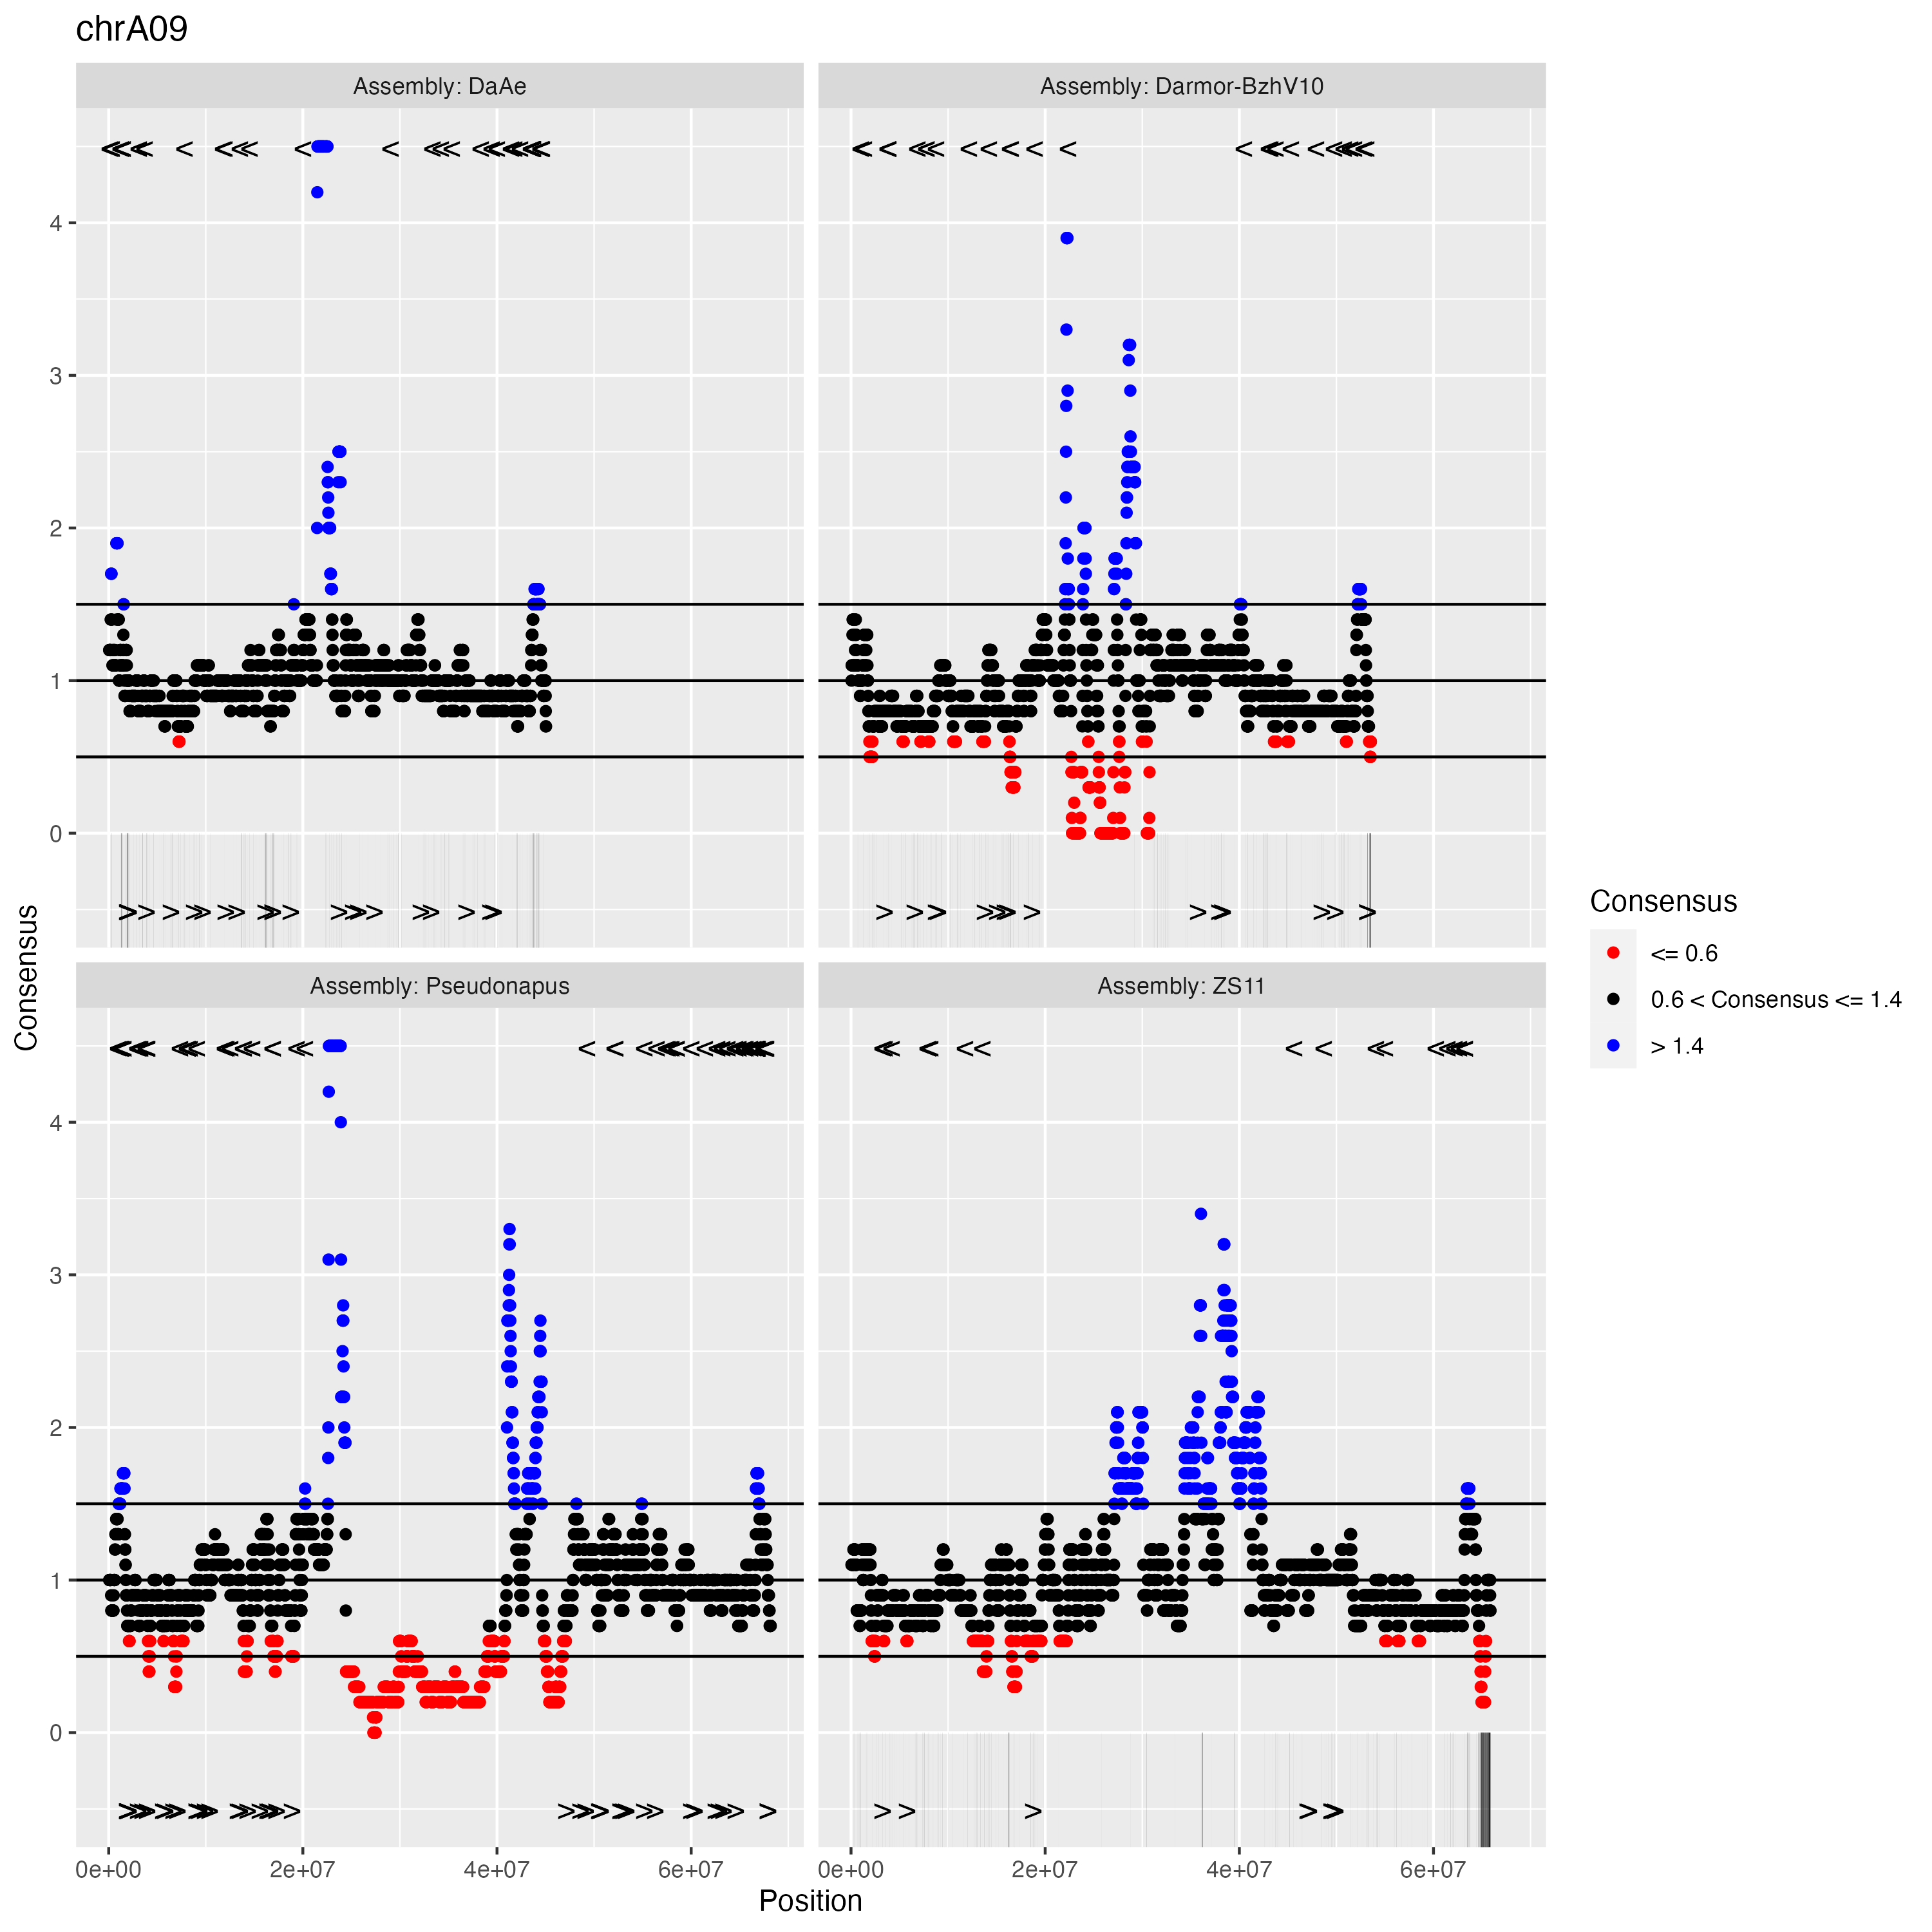 chrA09
Assembly: DaAe
Assembly: Darmor-BzhV10
4
3
2
1
0
Assembly: Pseudonapus
Assembly: ZS11
4
3
2
1
0
0e+00 2e+07 4e+07 6e+07 0e+00 2e+07 4e+07 6e+07
Position
Consensus
Consensus
<= 0.6
0.6 < Consensus <= 1.4
> 1.4